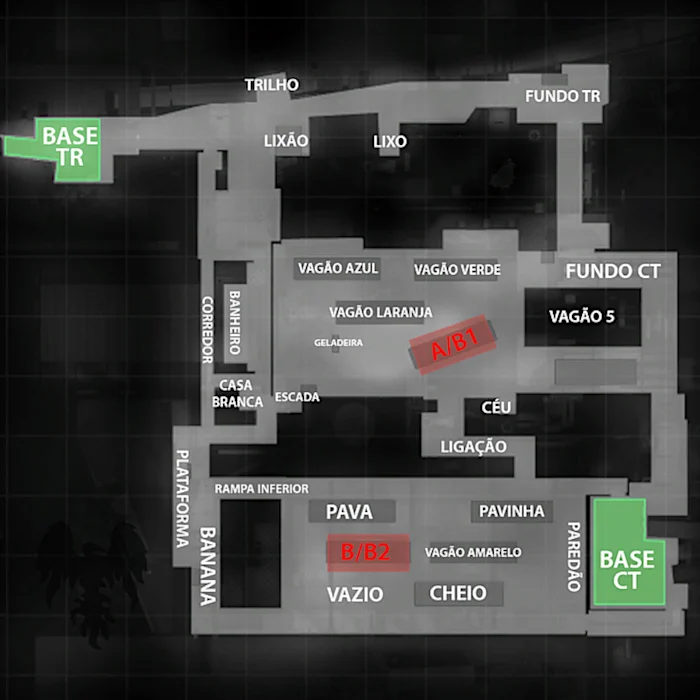 TRILHO
FUNDO TR
BASE
TR
LIXÃO
LIXO
VAGÃO AZUL
VAGÃO VERDE
FUNDO CT
CORREDOR
BANHEIRO
VAGÃO LARANJA
VAGÃO 5
GELADEIRA
A/B1
CASA
BRANCA
ESCADA
CÉU
LIGAÇÃO
PLATAFORMA
RAMPA INFERIOR
BANANA
PAVA
PAVINHA
PAREDÃO
B/B2
VAGÃO AMARELO
BASE
CT
VAZIO
CHEIO